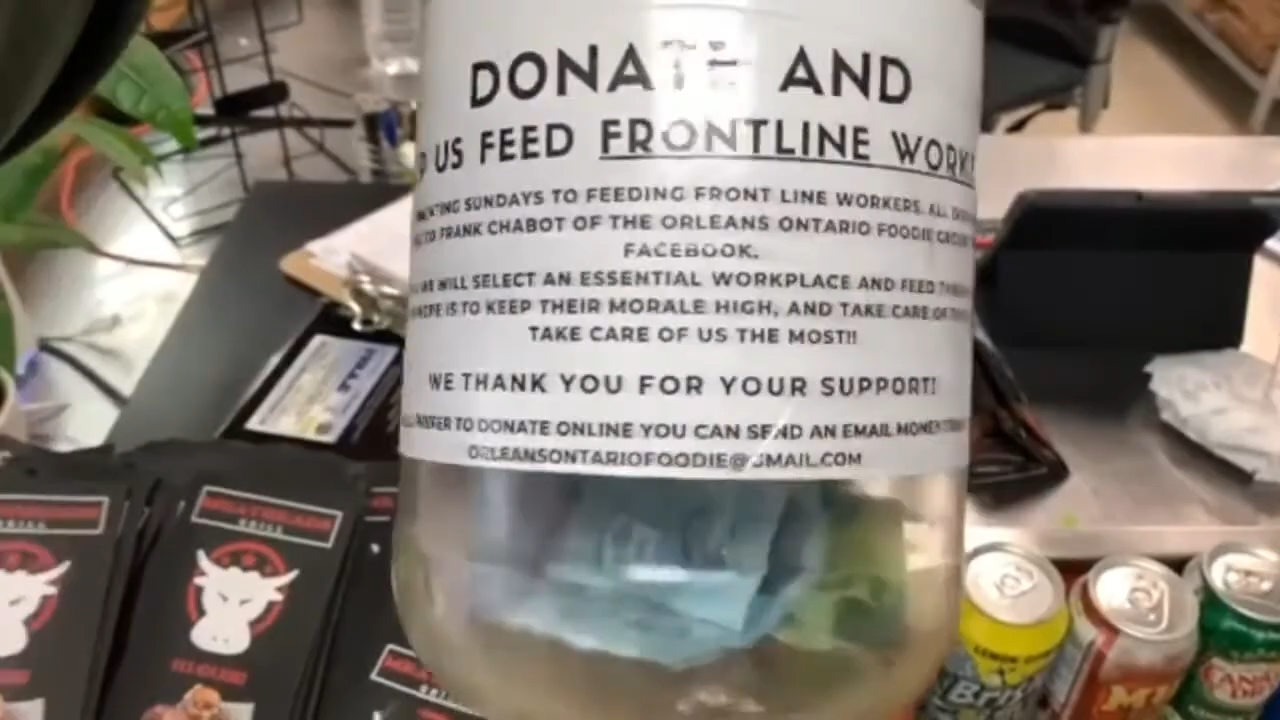 DONATE AND
US FEED FRONTLINE
SUNDAYS TO FEEDING FRONT LINE WORKERS. ALL
TO FRANK CHABOT OF THE ORLEANS ONTARIO FOODIE
FACEBOOK.
WE WILL SELECT AN ESSENTIAL WORKPLACE AND FEED
IS TO KEEP THEIR MORALE HIGH, AND TAKE CARE OF
TAKE CARE OF US THE MOST!!
WE THANK YOU FOR YOUR SUPPORT!
TO DONATE ONLINE YOU CAN SEND AN EMAIL MONEY
ORLEANSONTARIOFOODIE@GMAIL.COM
GRILL
LEMON
CANADA